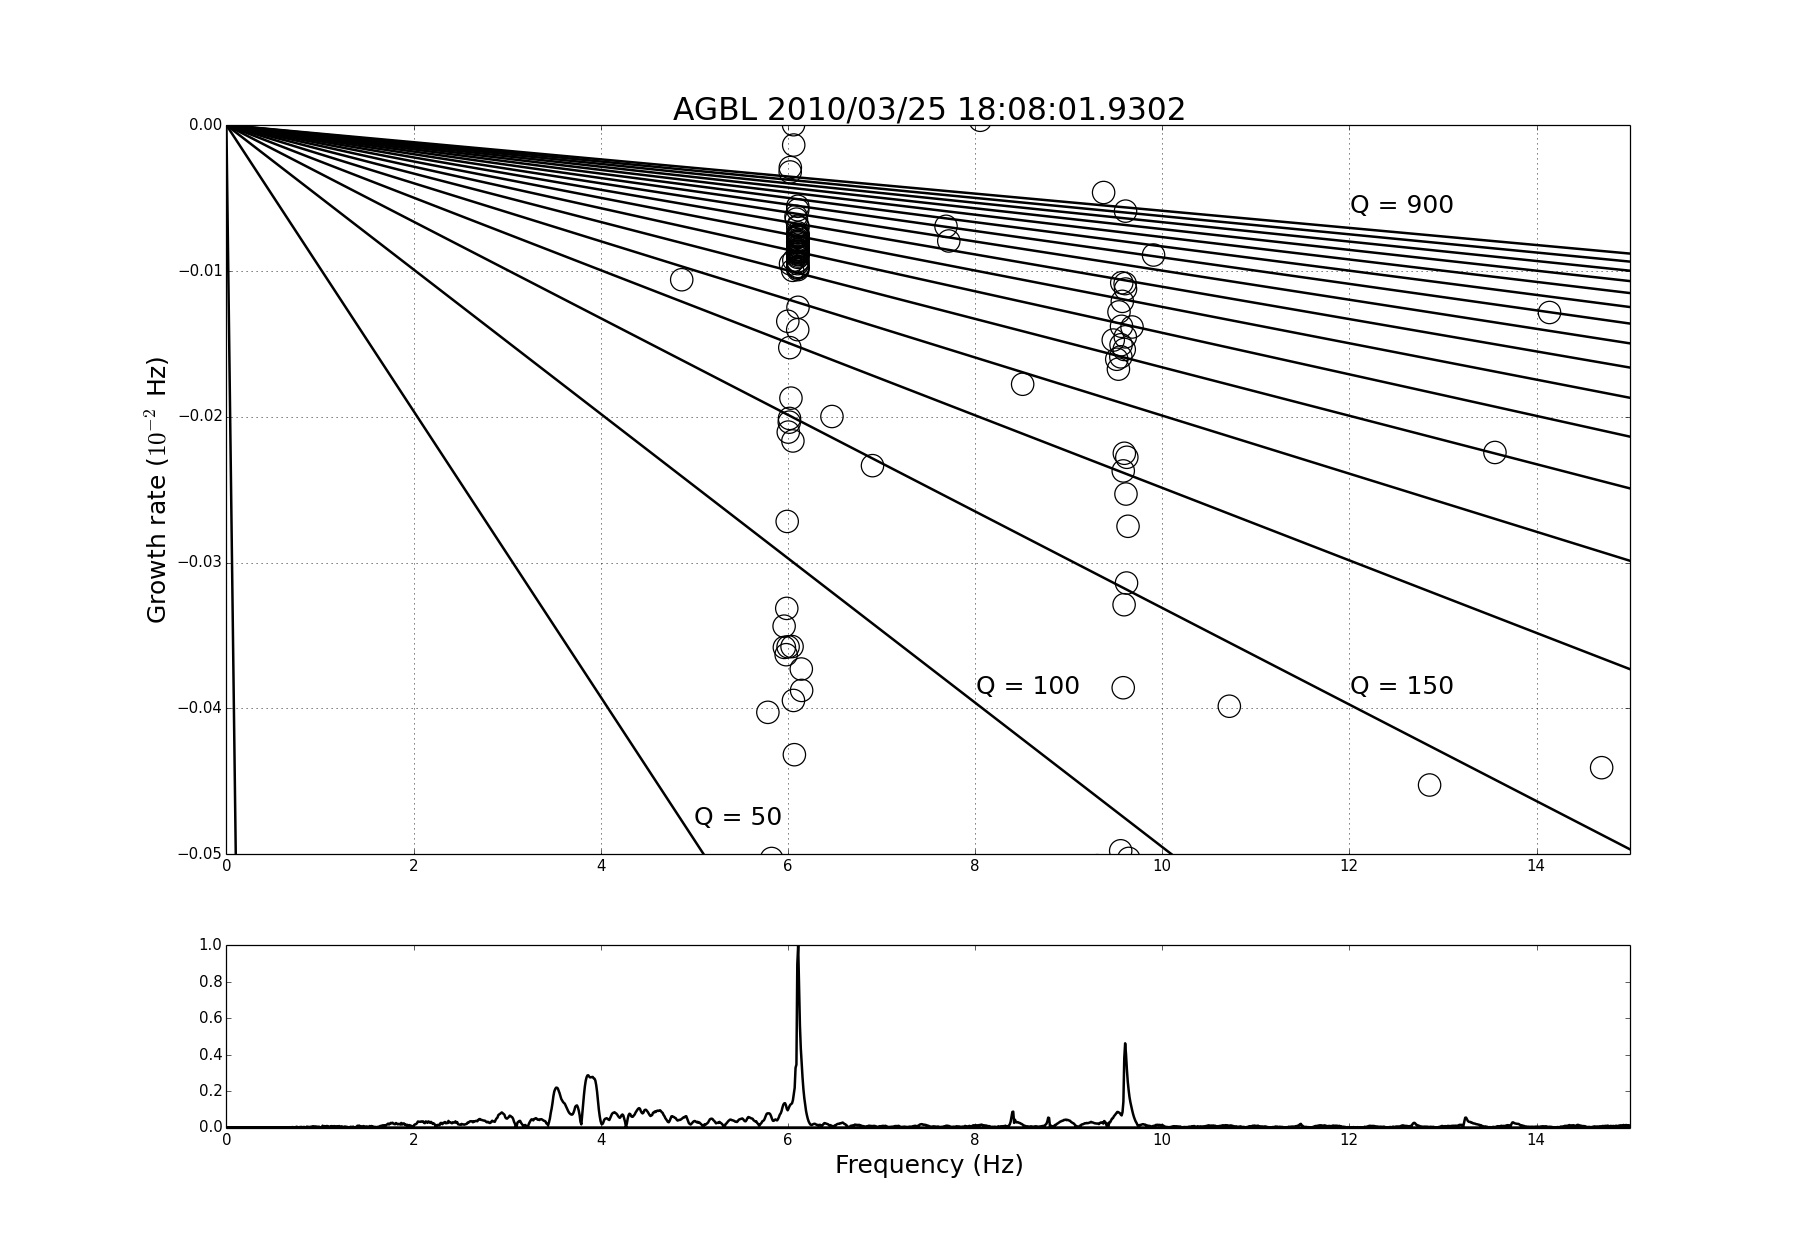 AGBL 2010/03/25 18:08:01.9302
0.00
−0.01
−0.02
−0.03
−0.04
−0.05
Growth rate (10⁻² Hz)
Q = 900
Q = 100
Q = 150
Q = 50
0 2 4 6 8 10 12 14
1.0
0.8
0.6
0.4
0.2
0.0
0 2 4 6 8 10 12 14
Frequency (Hz)